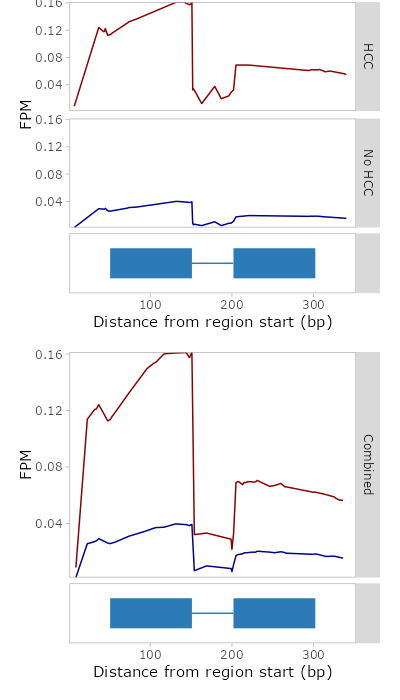 0.16
0.12
0.08
0.04
HCC
FPM
0.16
0.12
0.08
0.04
No HCC
100 200 300
Distance from region start (bp)
0.16
0.12
0.08
0.04
FPM
Combined
100 200 300
Distance from region start (bp)